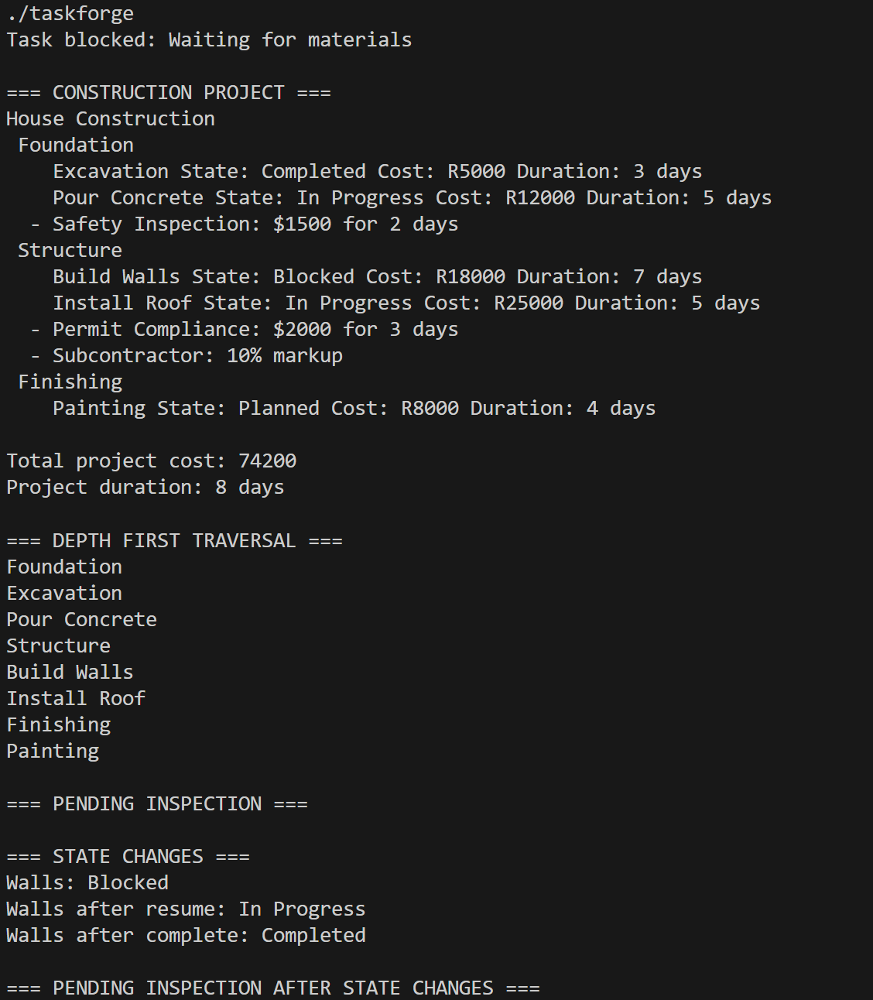 ./taskforge
Task blocked: Waiting for materials
=== CONSTRUCTION PROJECT ===
House Construction
Foundation
Excavation State: Completed Cost: R5000 Duration: 3 days
Pour Concrete State: In Progress Cost: R12000 Duration: 5 days
- Safety Inspection: $1500 for 2 days
Structure
Build Walls State: Blocked Cost: R18000 Duration: 7 days
Install Roof State: In Progress Cost: R25000 Duration: 5 days
- Permit Compliance: $2000 for 3 days
- Subcontractor: 10% markup
Finishing
Painting State: Planned Cost: R8000 Duration: 4 days
Total project cost: 74200
Project duration: 8 days
=== DEPTH FIRST TRAVERSAL ===
Foundation
Excavation
Pour Concrete
Structure
Build Walls
Install Roof
Finishing
Painting
=== PENDING INSPECTION ===
=== STATE CHANGES ===
Walls: Blocked
Walls after resume: In Progress
Walls after complete: Completed
=== PENDING INSPECTION AFTER STATE CHANGES ===